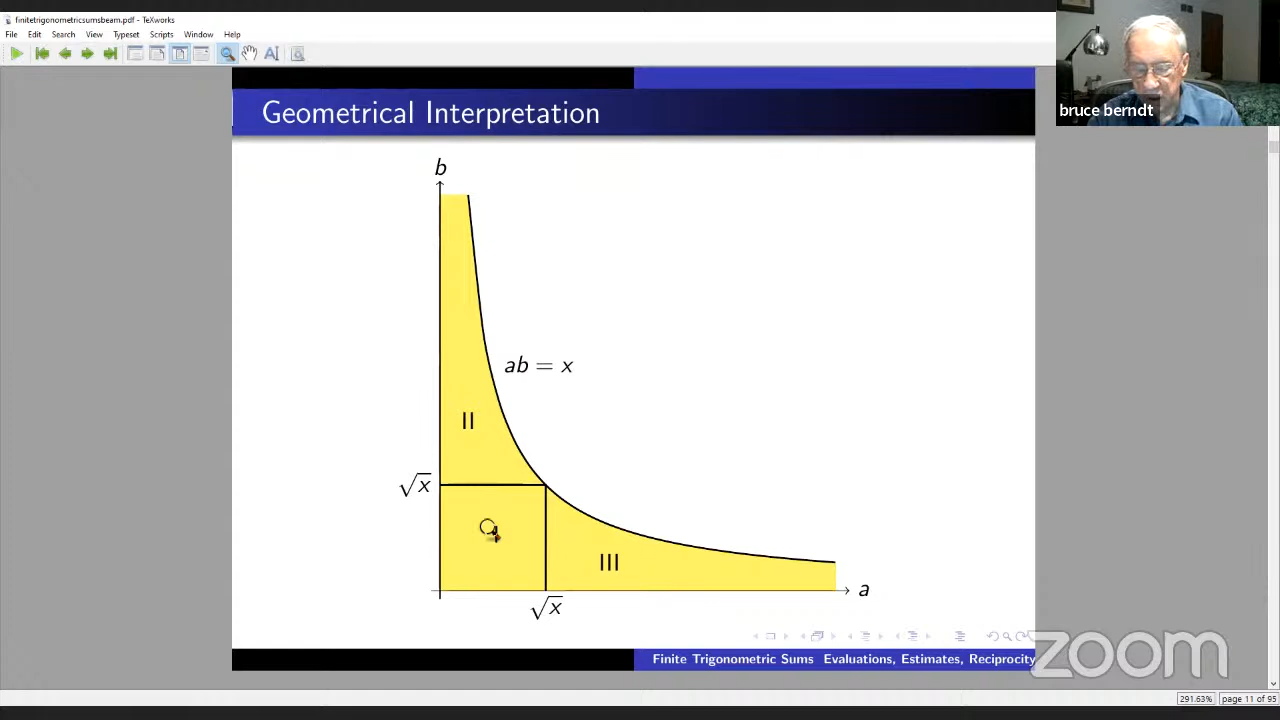 finitetrigonometricsumsbeam.pdf - TeXworks
File Edit Search View Typeset Scripts Window Help
bruce berndt
Geometrical Interpretation
b
ab = x
II
√x
III
a
√x
Finite Trigonometric Sums Evaluations, Estimates, Reciprocity
zoom
291.63% page 11 of 95